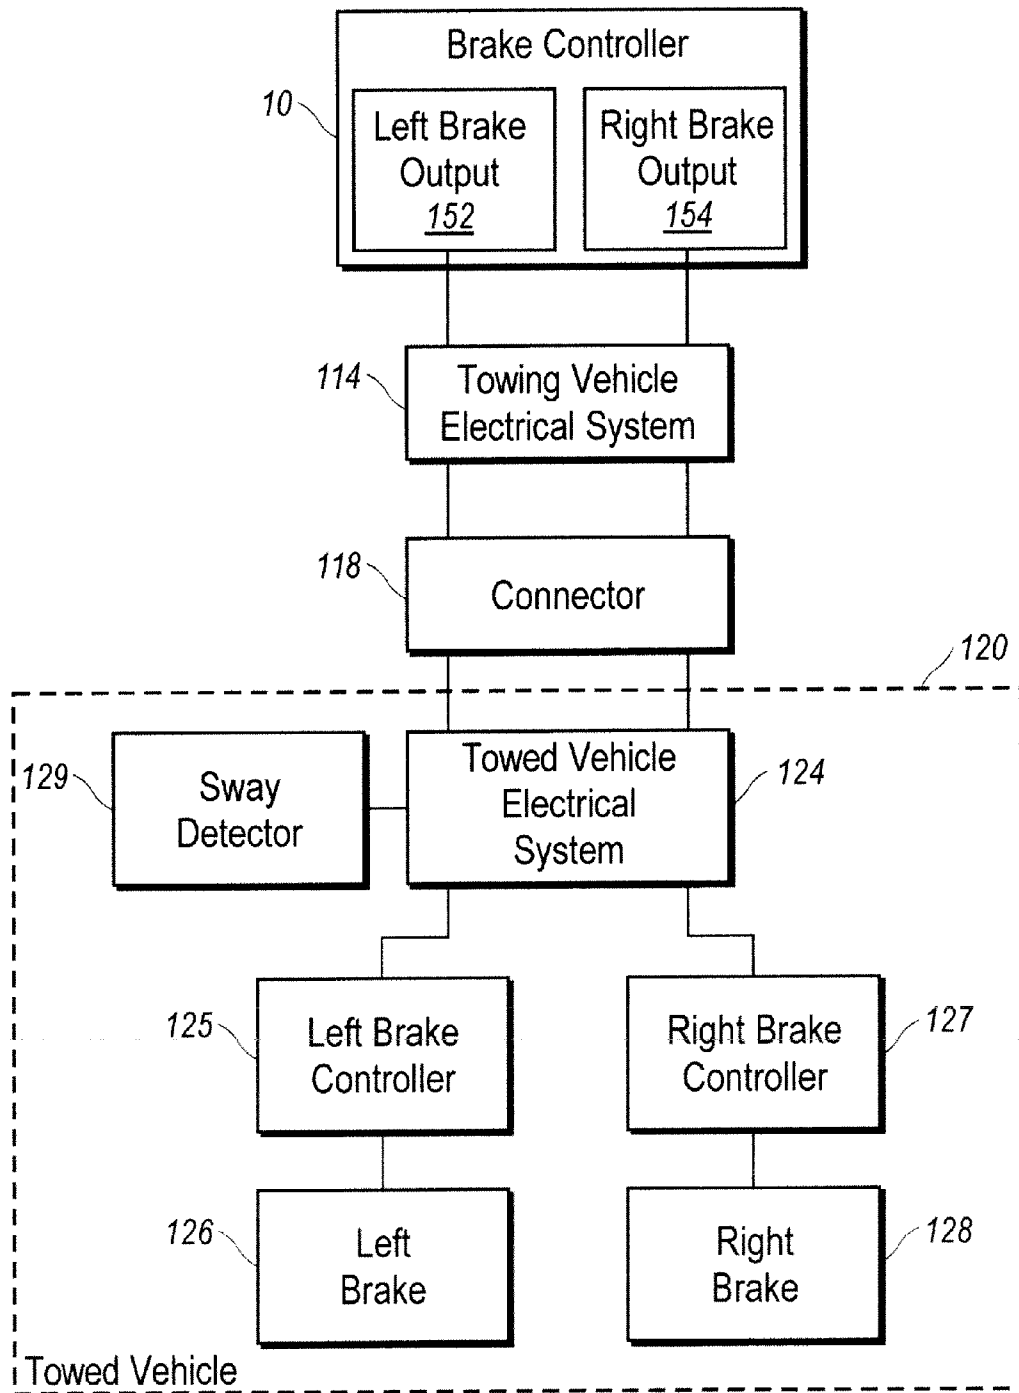 Brake Controller
10
Left Brake
Output
152
Right Brake
Output
154
114
Towing Vehicle
Electrical System
118
Connector
120
129
Sway
Detector
Towed Vehicle
Electrical
System
124
125
Left Brake
Controller
Right Brake
Controller
127
126
Left
Brake
Right
Brake
128
Towed Vehicle